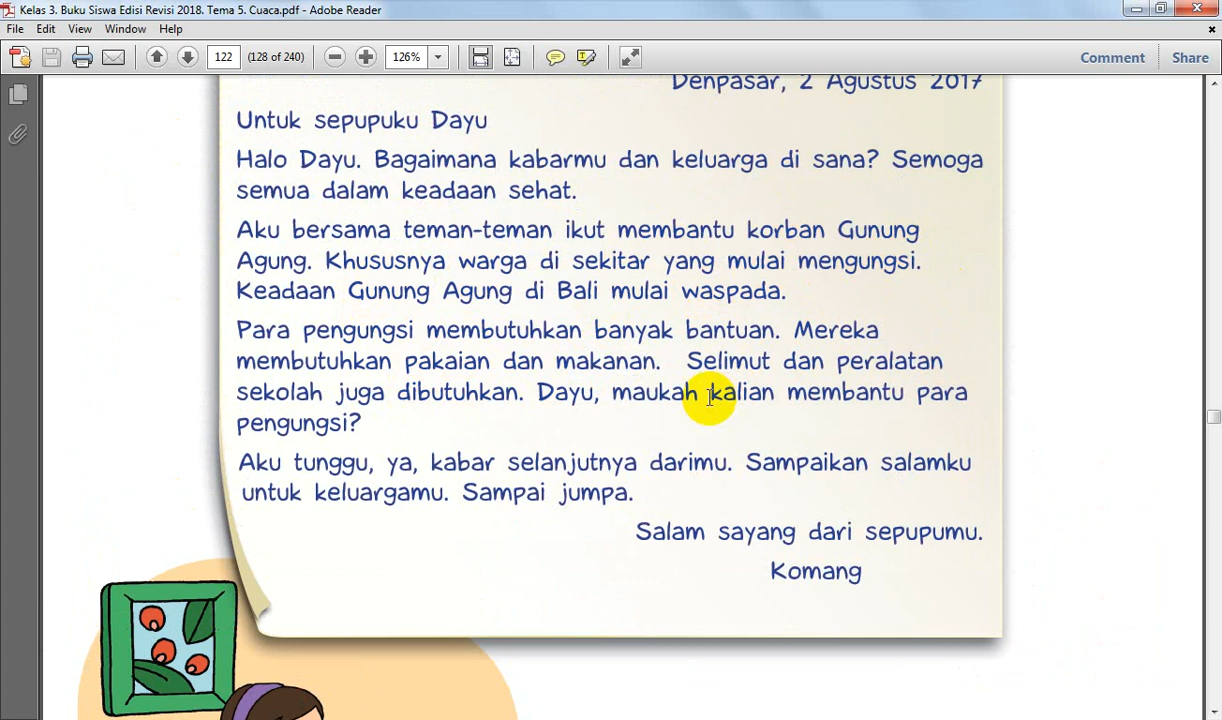 Kelas 3. Buku Siswa Edisi Revisi 2018. Tema 5. Cuaca.pdf - Adobe Reader
File Edit View Window Help
122 (128 of 240) 126% Comment Share
Denpasar, 2 Agustus 2017
Untuk sepupuku Dayu
Halo Dayu. Bagaimana kabarmu dan keluarga di sana? Semoga
semua dalam keadaan sehat.
Aku bersama teman-teman ikut membantu korban Gunung
Agung. Khususnya warga di sekitar yang mulai mengungsi.
Keadaan Gunung Agung di Bali mulai waspada.
Para pengungsi membutuhkan banyak bantuan. Mereka
membutuhkan pakaian dan makanan. Selimut dan peralatan
sekolah juga dibutuhkan. Dayu, maukah kalian membantu para
pengungsi?
Aku tunggu, ya, kabar selanjutnya darimu. Sampaikan salamku
untuk keluargamu. Sampai jumpa.
Salam sayang dari sepupumu.
Komang